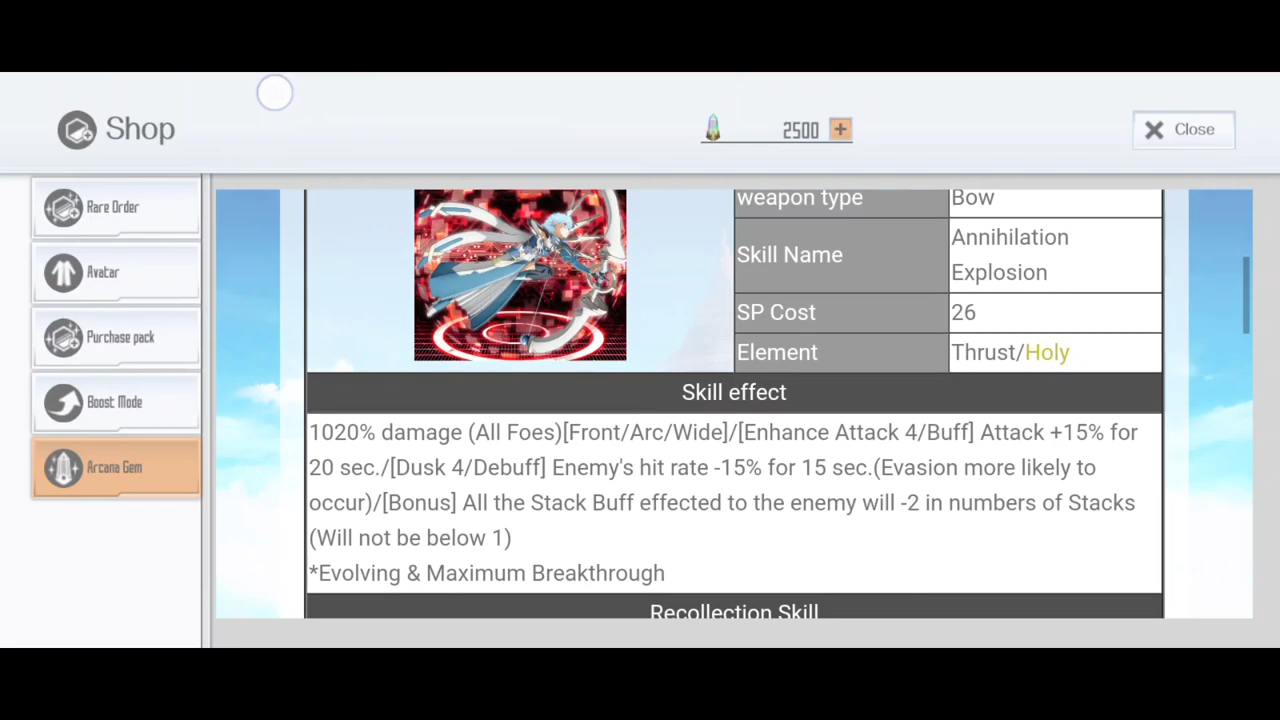 Shop
2500
Close
Rare Order
Avatar
Purchase pack
Boost Mode
Arcana Gem
weapon type Bow
Skill Name Annihilation
Explosion
SP Cost 26
Element Thrust/Holy
Skill effect
1020% damage (All Foes)[Front/Arc/Wide]/[Enhance Attack 4/Buff] Attack +15% for
20 sec./[Dusk 4/Debuff] Enemy's hit rate -15% for 15 sec.(Evasion more likely to
occur)/[Bonus] All the Stack Buff effected to the enemy will -2 in numbers of Stacks
(Will not be below 1)
*Evolving & Maximum Breakthrough
Recollection Skill